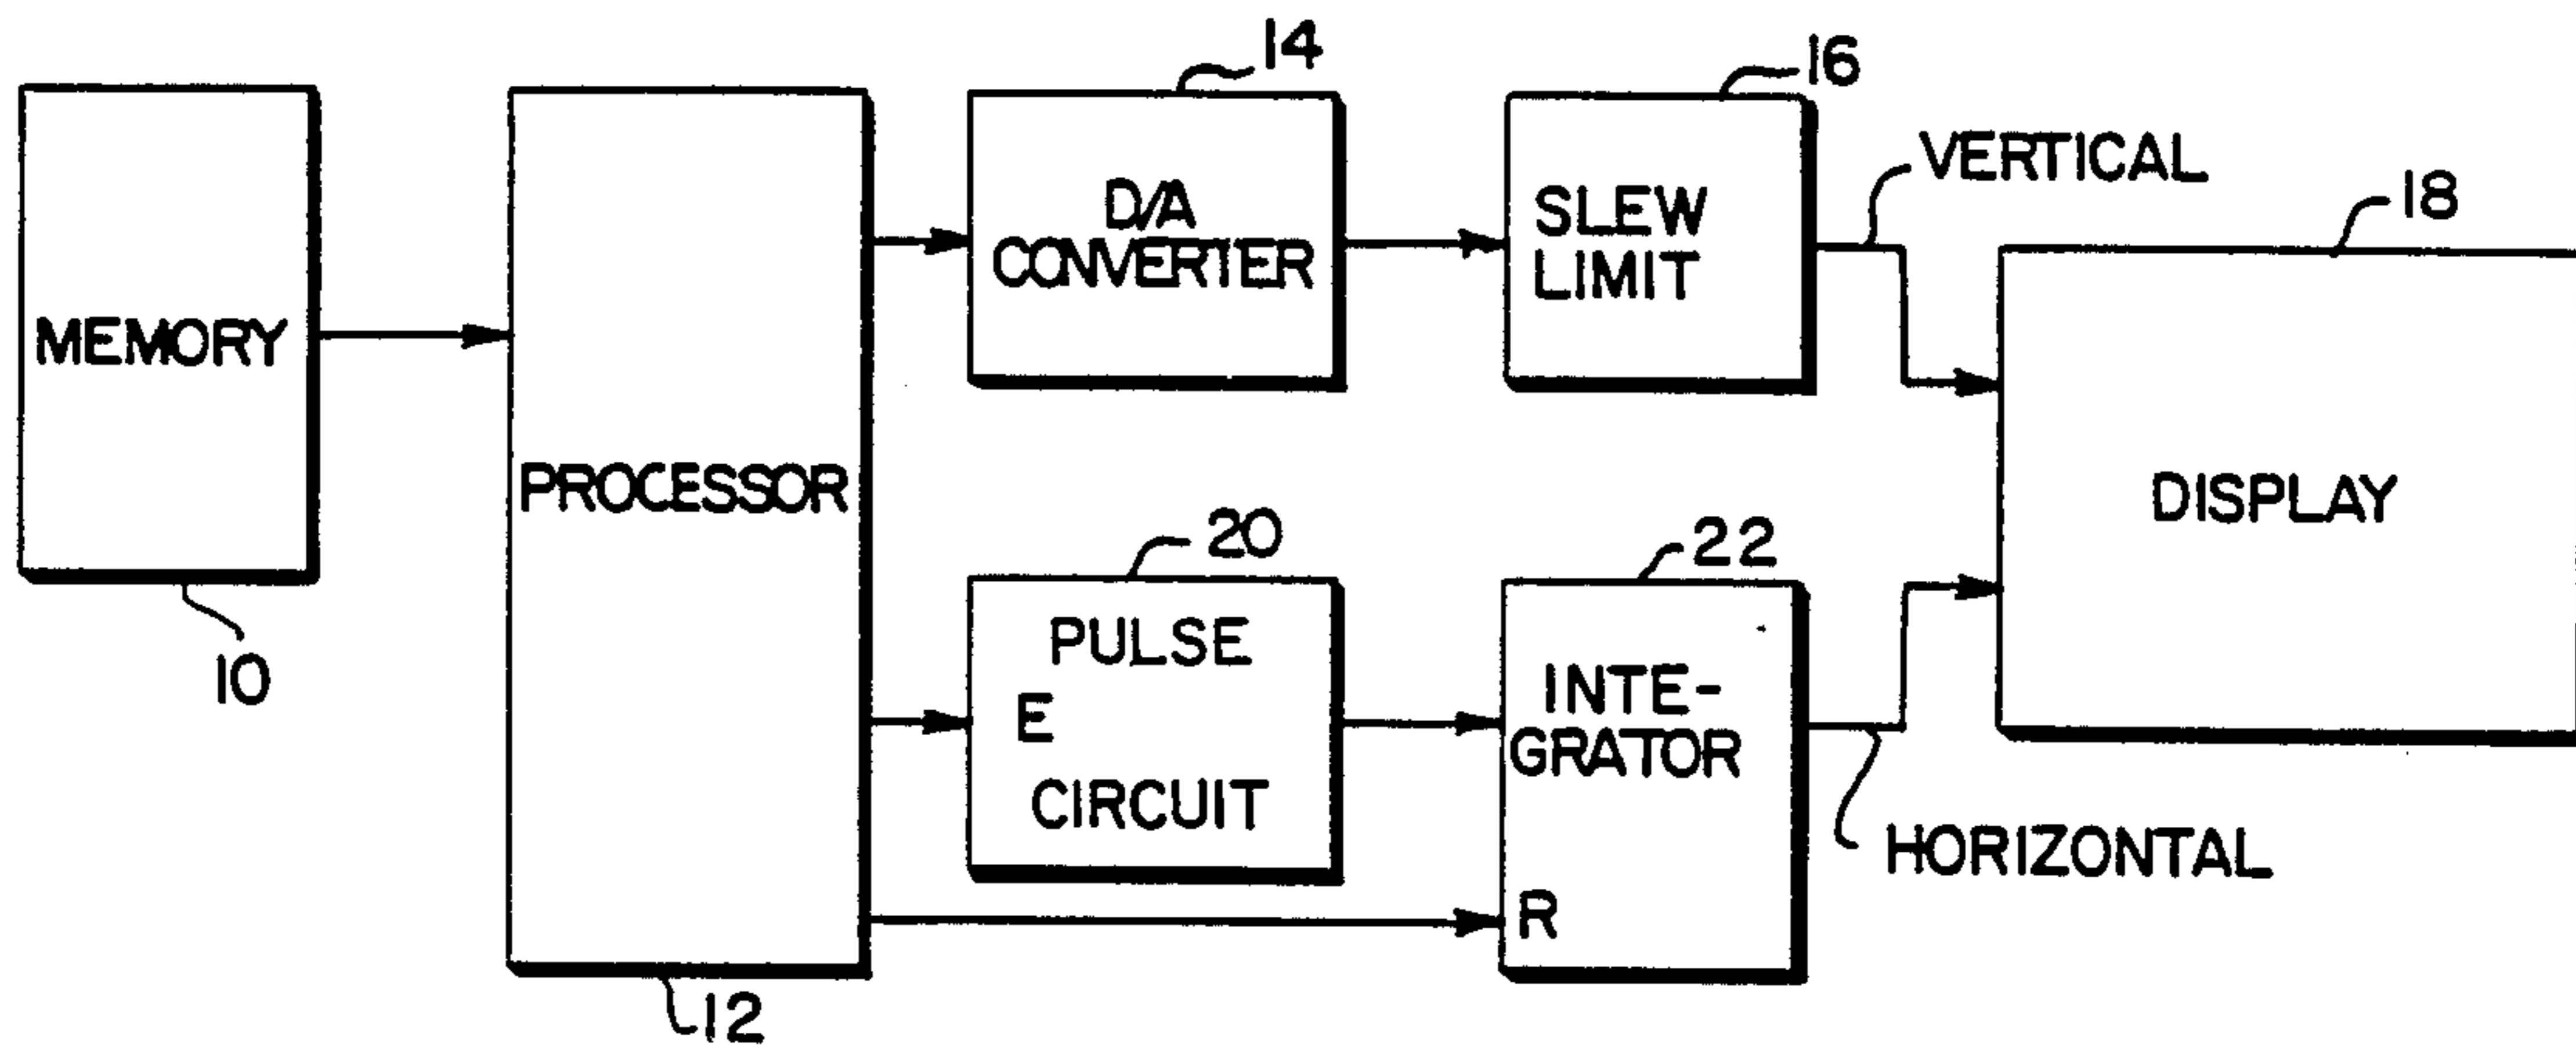 14
16
VERTICAL
18
D/A
CONVERTER
SLEW
LIMIT
MEMORY
PROCESSOR
DISPLAY
20
22
PULSE
E
CIRCUIT
INTE-
GRATOR
R
HORIZONTAL
10
12